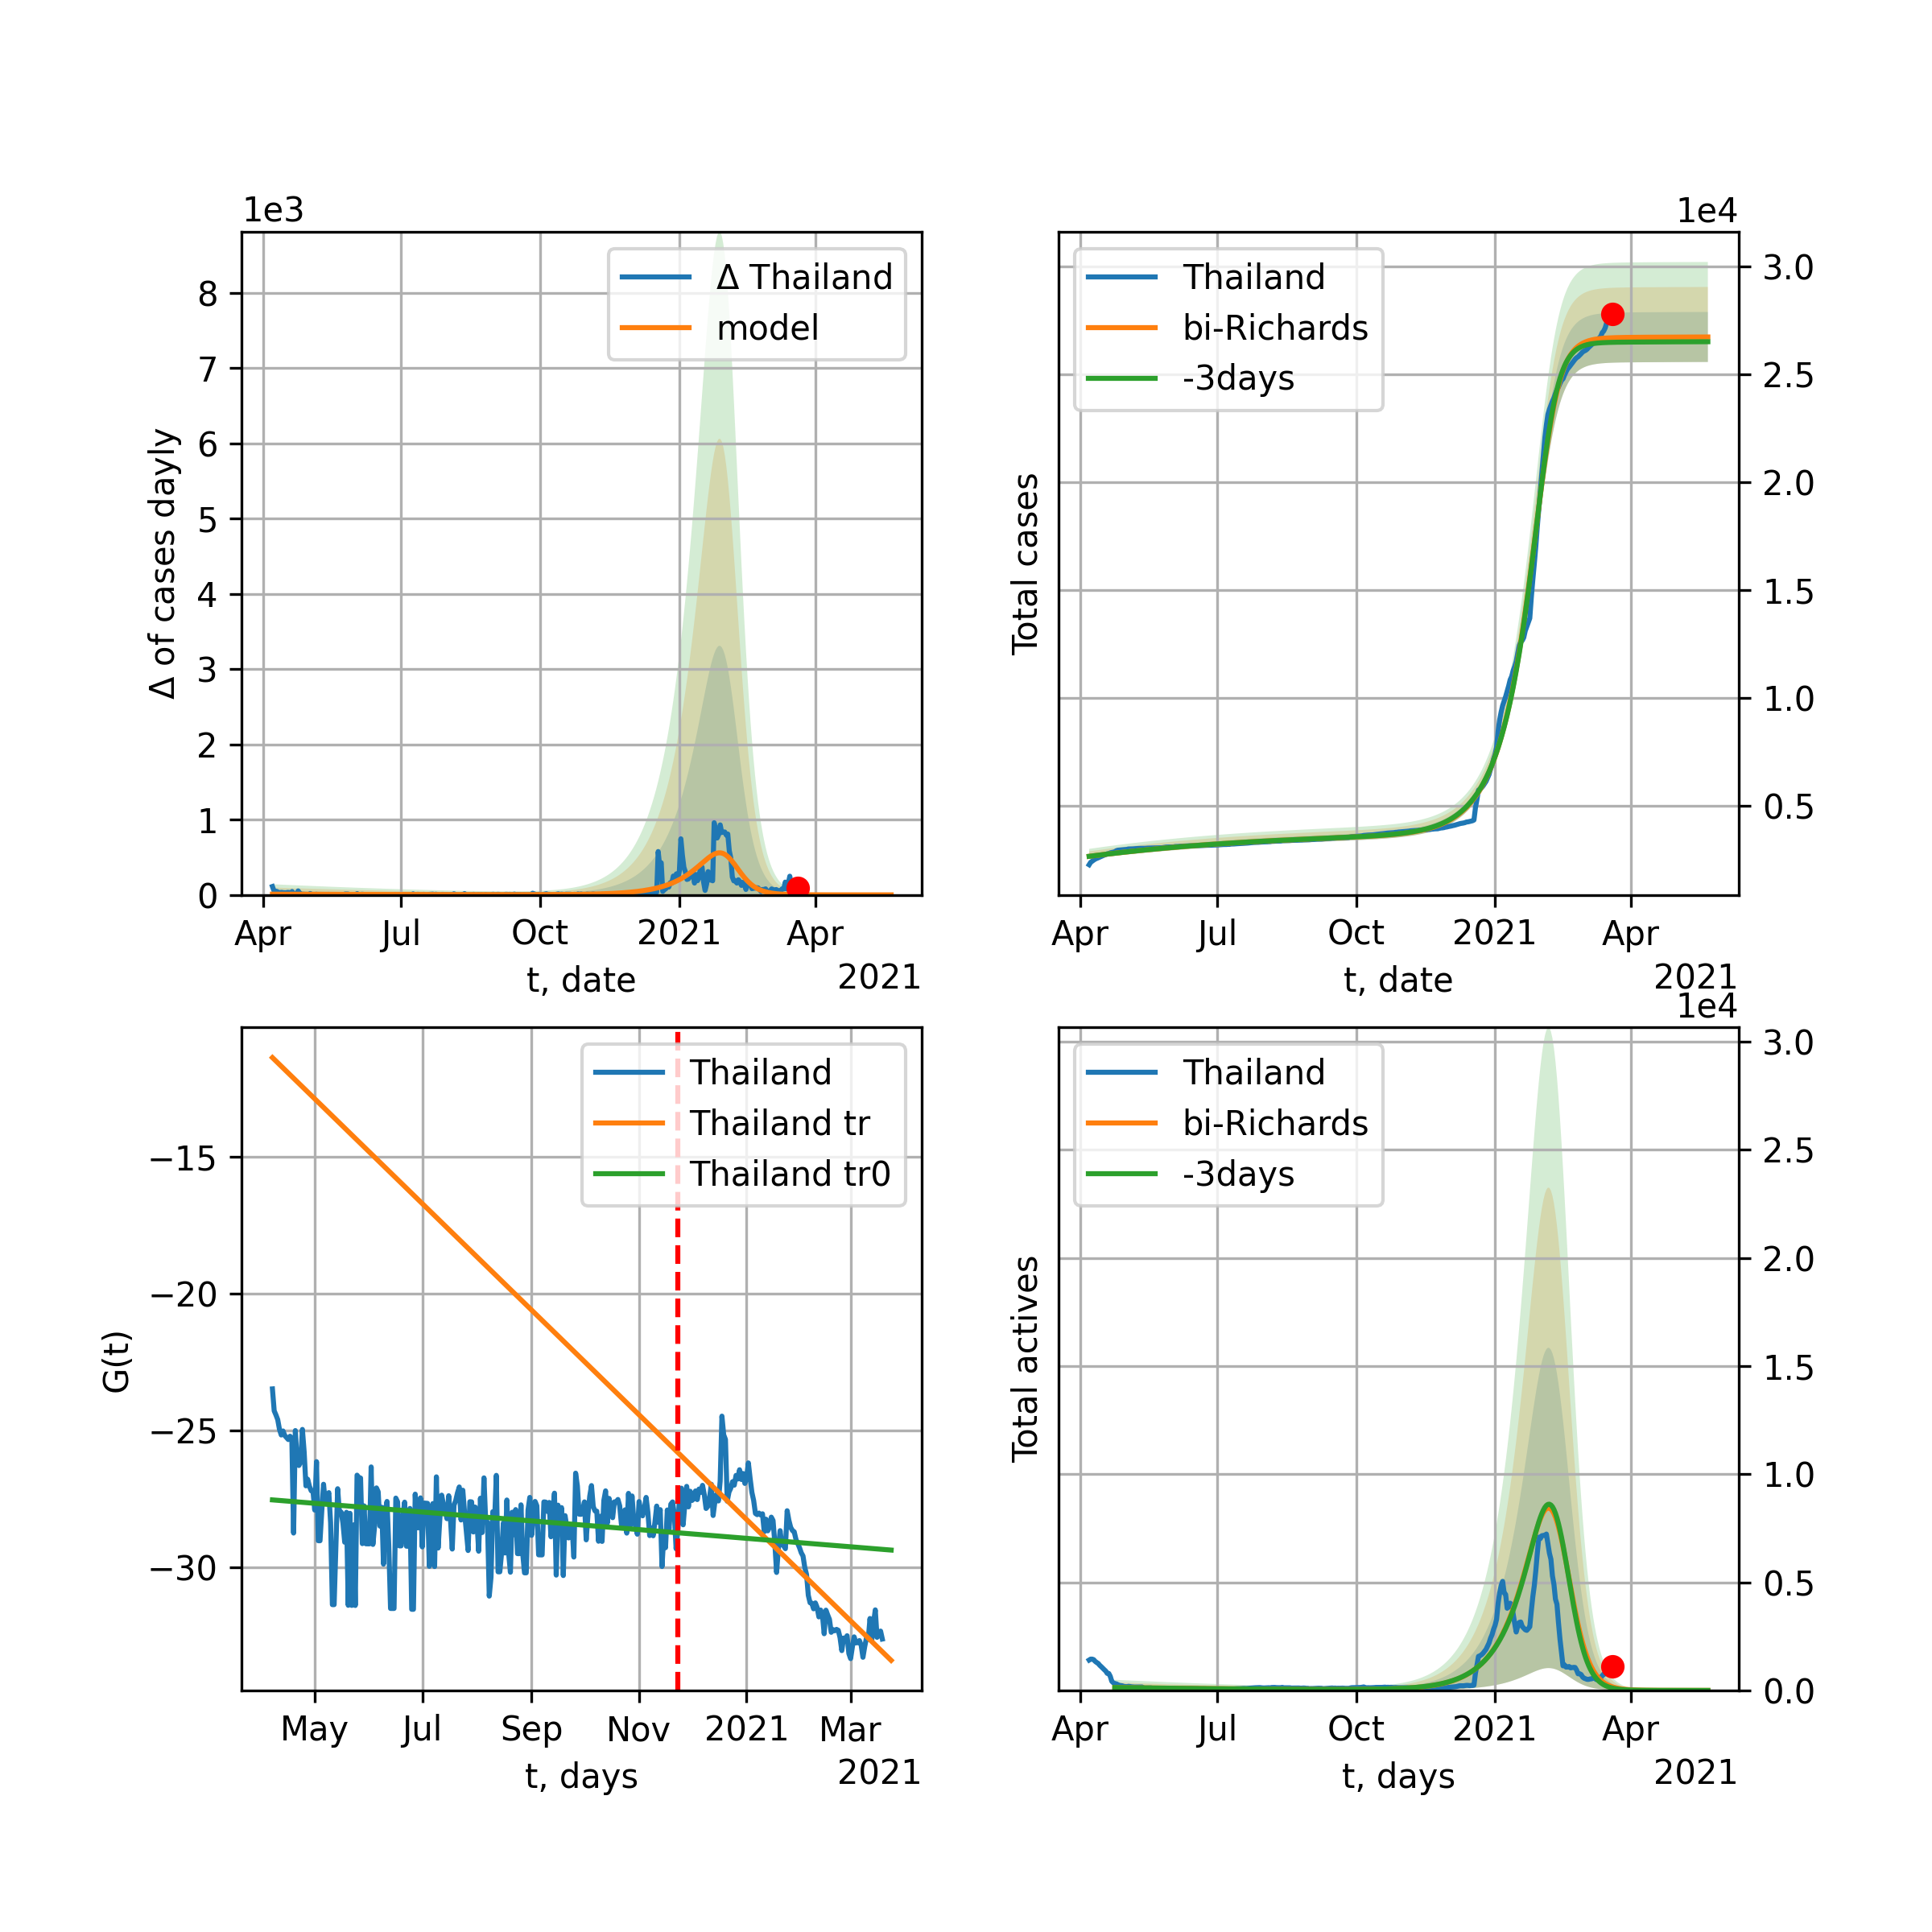 1e3
Δ Thailand
model
8
7
6
5
4
3
2
1
0
Δ of cases dayly
Apr Jul Oct 2021 Apr
t, date
2021
1e4
Thailand
bi-Richards
-3days
3.0
2.5
2.0
1.5
1.0
0.5
Total cases
Apr Jul Oct 2021 Apr
t, date
2021
Thailand
Thailand tr
Thailand tr0
−15
−20
−25
−30
G(t)
May Jul Sep Nov 2021 Mar
t, days
2021
1e4
Thailand
bi-Richards
-3days
3.0
2.5
2.0
1.5
1.0
0.5
0.0
Total actives
Apr Jul Oct 2021 Apr
t, days
2021